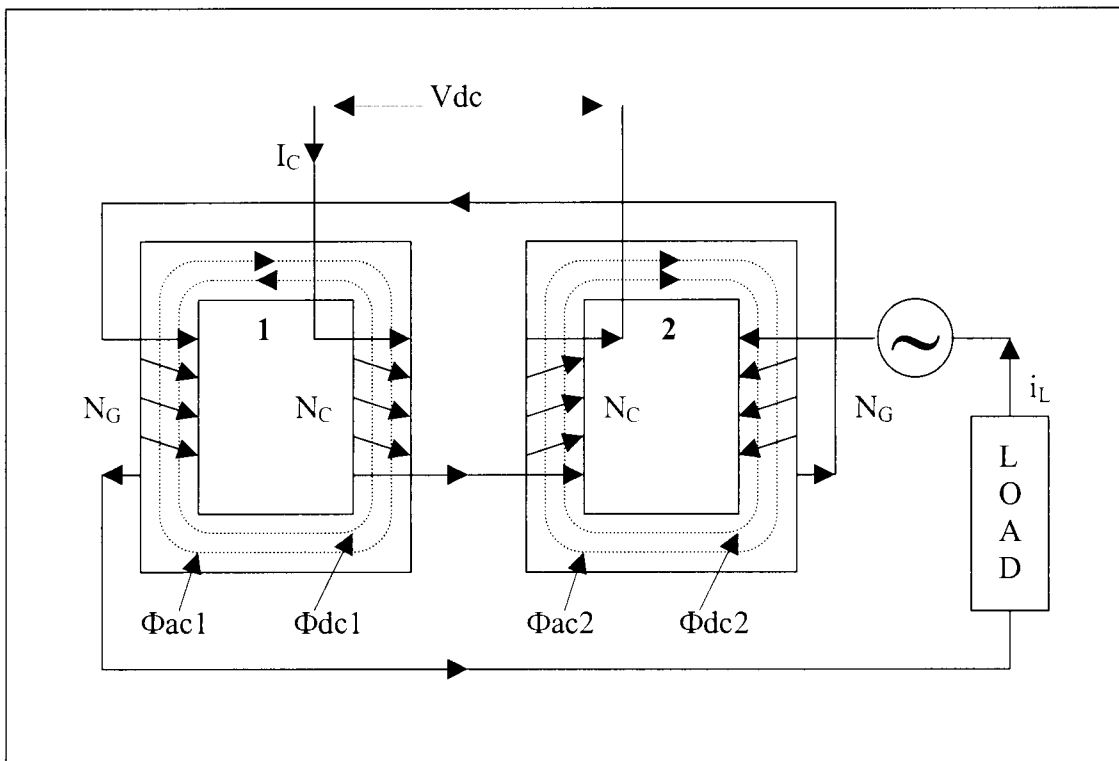 Vdc
I_C
1
2
N_G
N_C
N_C
N_G
i_L
L
O
A
D
~
Φac1
Φdc1
Φac2
Φdc2